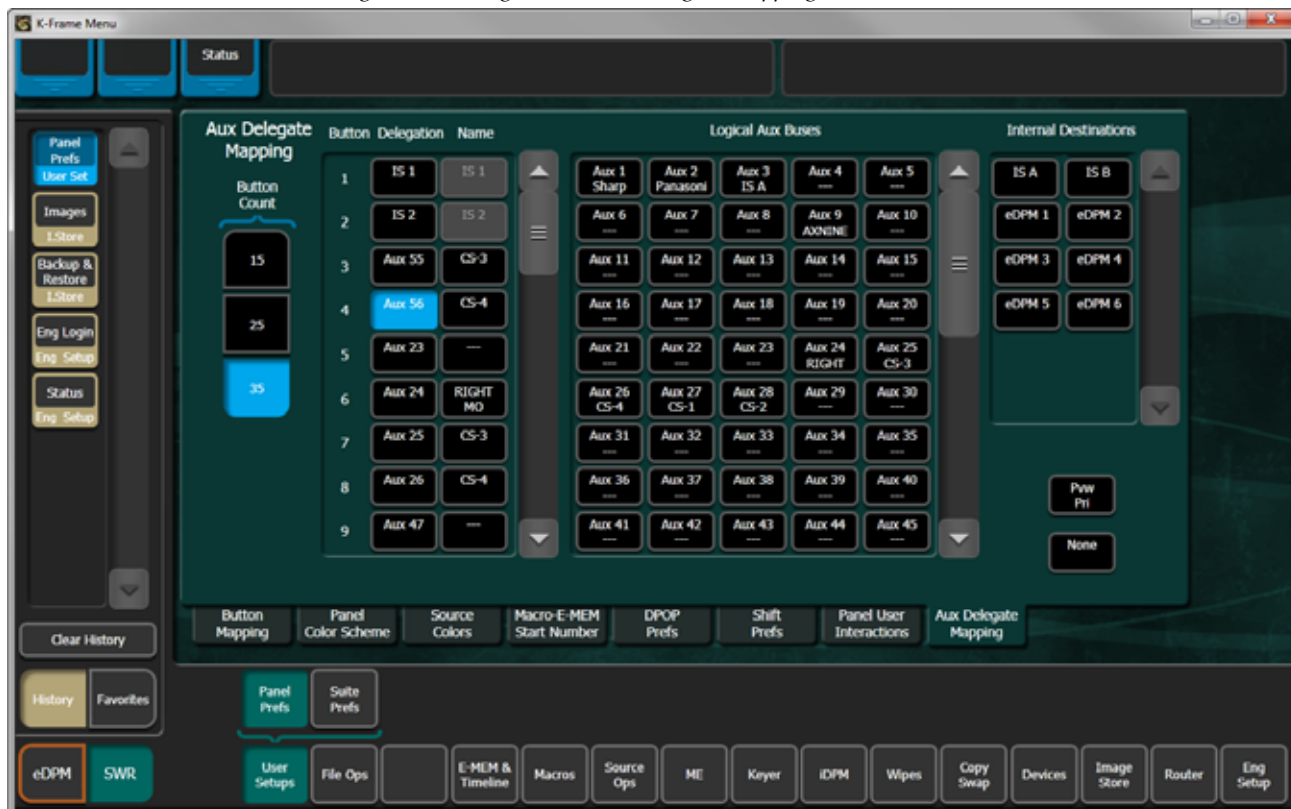 K-Frame Menu
Status
Panel
Prefs
User Set
Images
I.Store
Backup &
Restore
I.Store
Eng Login
Eng Setup
Status
Eng Setup
Clear History
History Favorites
eDPM SWR
Aux Delegate
Mapping
Button
Count
15
25
35
Button Delegation Name
1 IS 1 IS 1
2 IS 2 IS 2
3 Aux 55 CS-3
4 Aux 56 CS-4
5 Aux 23 ---
6 Aux 24 RIGHT
MO
7 Aux 25 CS-3
8 Aux 26 CS-4
9 Aux 47 ---
Logical Aux Buses
Aux 1 Aux 2 Aux 3 Aux 4 Aux 5
Sharp Panasoni IS A --- ---
Aux 6 Aux 7 Aux 8 Aux 9 Aux 10
--- --- --- AXNINE ---
Aux 11 Aux 12 Aux 13 Aux 14 Aux 15
--- --- --- --- ---
Aux 16 Aux 17 Aux 18 Aux 19 Aux 20
--- --- --- --- ---
Aux 21 Aux 22 Aux 23 Aux 24 Aux 25
--- --- --- RIGHT CS-3
Aux 26 Aux 27 Aux 28 Aux 29 Aux 30
CS-4 CS-1 CS-2 --- ---
Aux 31 Aux 32 Aux 33 Aux 34 Aux 35
--- --- --- --- ---
Aux 36 Aux 37 Aux 38 Aux 39 Aux 40
--- --- --- --- ---
Aux 41 Aux 42 Aux 43 Aux 44 Aux 45
--- --- --- --- ---
Internal Destinations
IS A IS B
eDPM 1 eDPM 2
eDPM 3 eDPM 4
eDPM 5 eDPM 6
Pvw
Pri
None
Button Panel Source Macro-E-MEM DPOP Shift Panel User Aux Delegate
Mapping Color Scheme Colors Start Number Prefs Prefs Interactions Mapping
Panel Suite
Prefs Prefs
User
Setups
File Ops
E-MEM &
Timeline
Macros
Source
Ops
ME
Keyer
iDPM
Wipes
Copy
Swap
Devices
Image
Store
Router
Eng
Setup